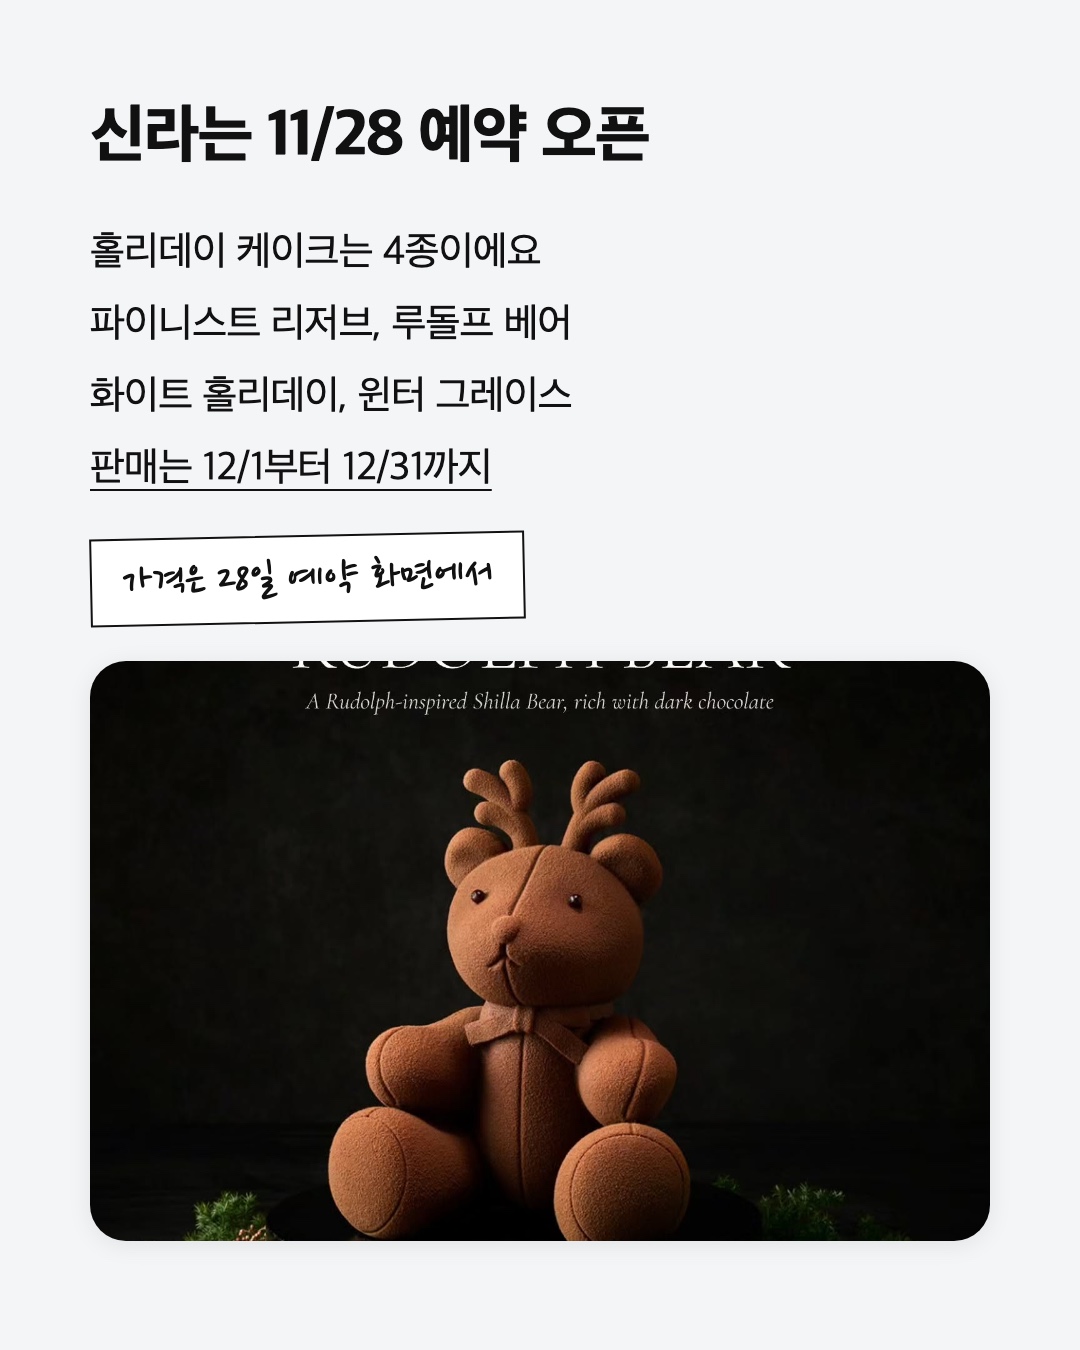 신라는 11/28 예약 오픈
홀리데이 케이크는 4종이에요
파이니스트 리저브, 루돌프 베어
화이트 홀리데이, 윈터 그레이스
판매는 12/1부터 12/31까지
가격은 28일 예약 화면에서
RUDOLPH BEAR
A Rudolph-inspired Shilla Bear, rich with dark chocolate